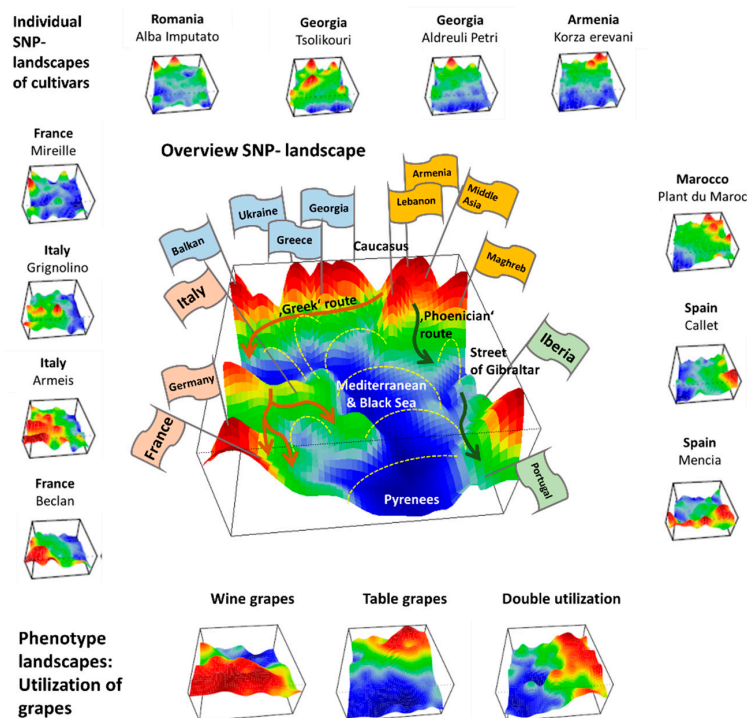 Individual
SNP-
landscapes
of cultivars
Romania
Alba Imputato
Georgia
Tsolikouri
Georgia
Aldreuli Petri
Armenia
Korza erevani
France
Mireille
Italy
Grignolino
Italy
Armeis
France
Beclan
Overview SNP- landscape
Balkan
Ukraine
Greece
Georgia
Caucasus
Lebanon
Armenia
Middle
Asia
Maghreb
Italy
Germany
France
‚Greek‘ route
‚Phoenician‘
route
Street
of Gibraltar
Iberia
Mediterranean
& Black Sea
Pyrenees
Portugal
Marocco
Plant du Maroc
Spain
Callet
Spain
Mencia
Phenotype
landscapes:
Utilization of
grapes
Wine grapes
Table grapes
Double utilization